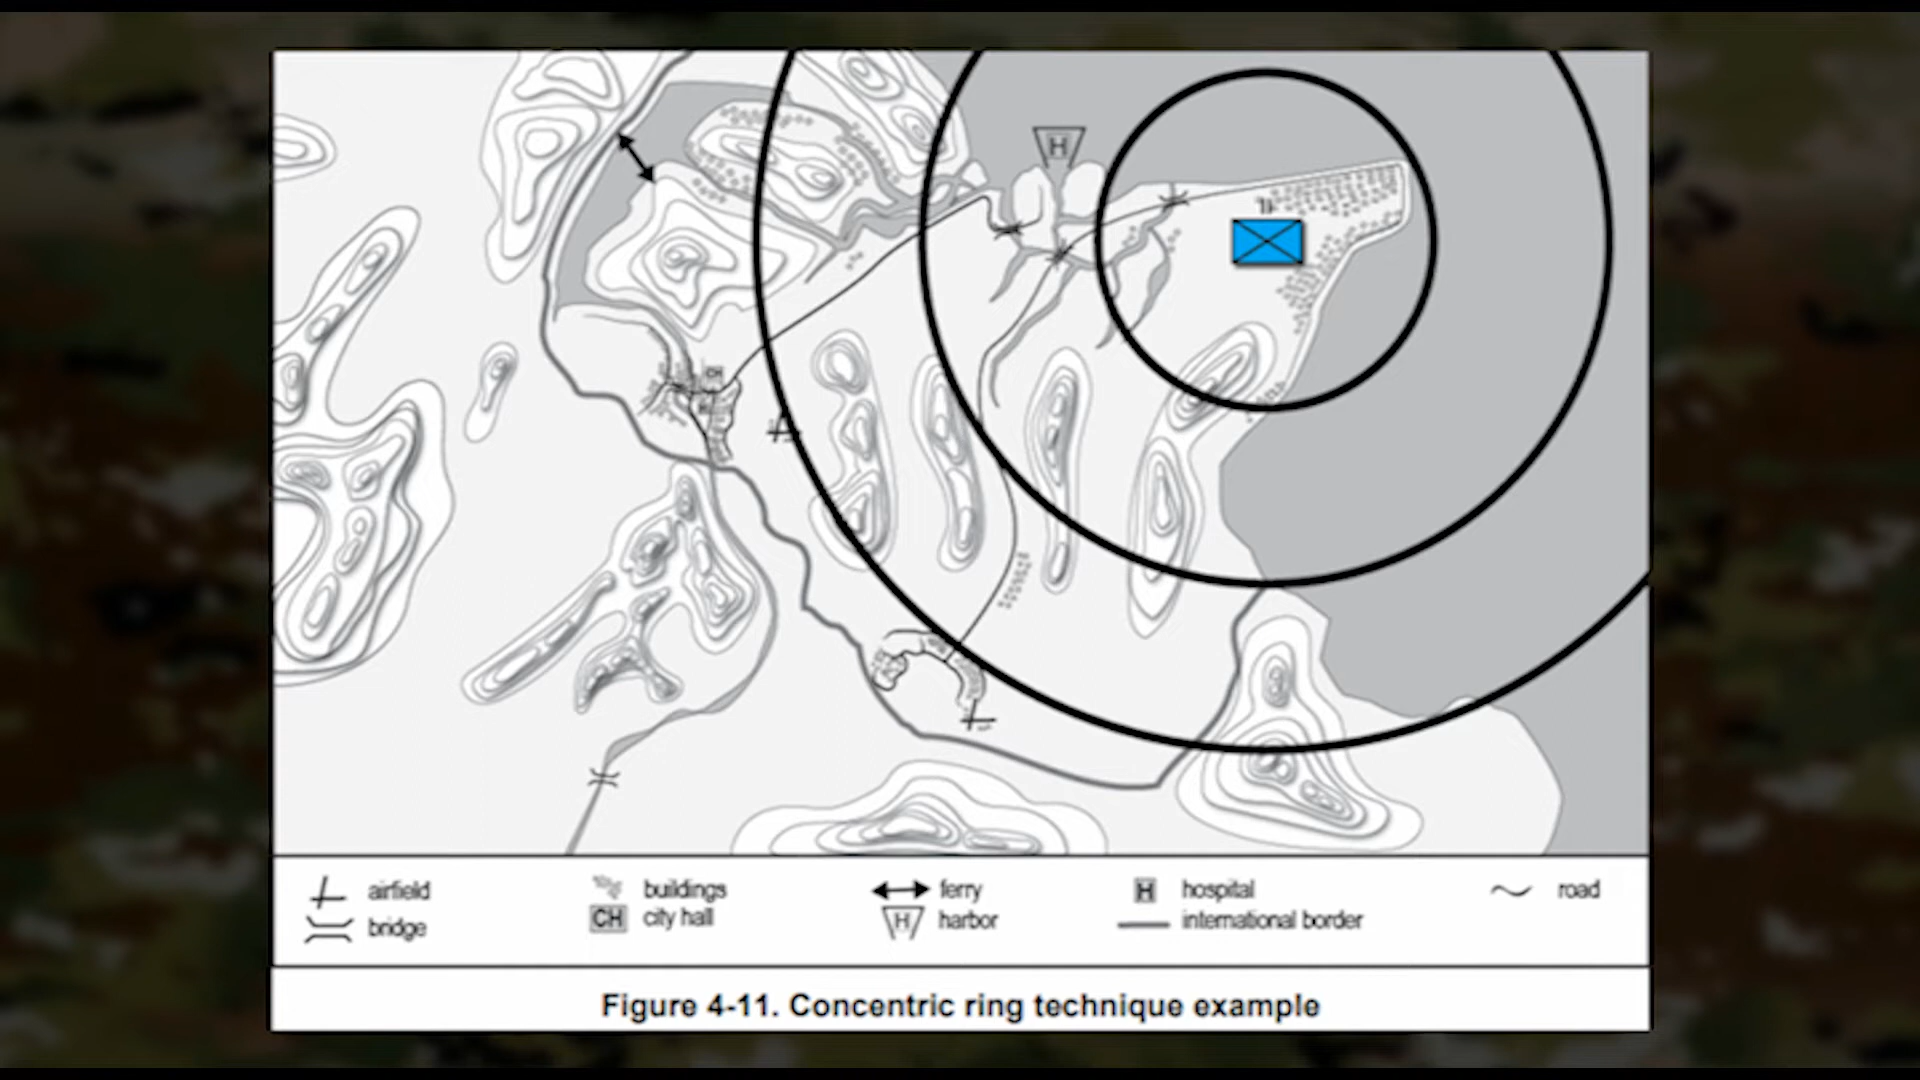 H
CH
airfield
buildings
ferry
H hospital
road
bridge
CH city hall
H harbor
international border
Figure 4-11. Concentric ring technique example